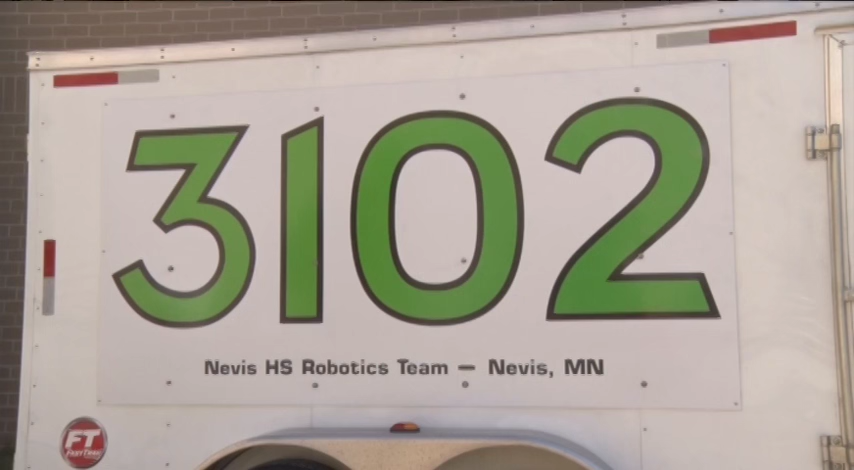 3102
Nevis HS Robotics Team — Nevis, MN
FT